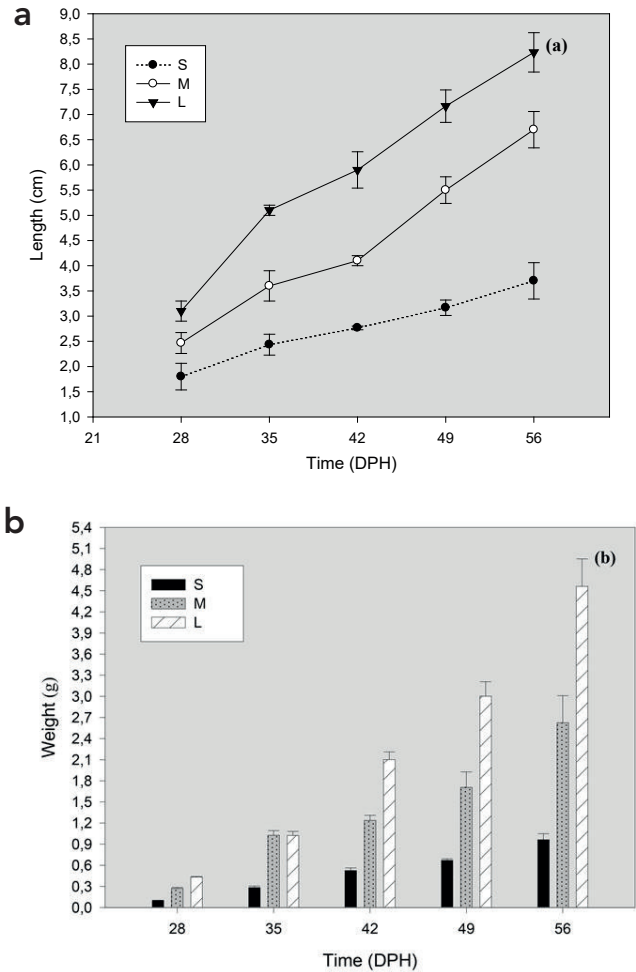 a
9,0
8,5
8,0
7,5
7,0
6,5
6,0
5,5
5,0
4,5
4,0
3,5
3,0
2,5
2,0
1,5
1,0
Length (cm)
S
M
L
(a)
21 28 35 42 49 56
Time (DPH)
b
5,4
5,1
4,8
4,5
4,2
3,9
3,6
3,3
3,0
2,7
2,4
2,1
1,8
1,5
1,2
0,9
0,6
0,3
0,0
Weight (g)
S
M
L
(b)
28 35 42 49 56
Time (DPH)